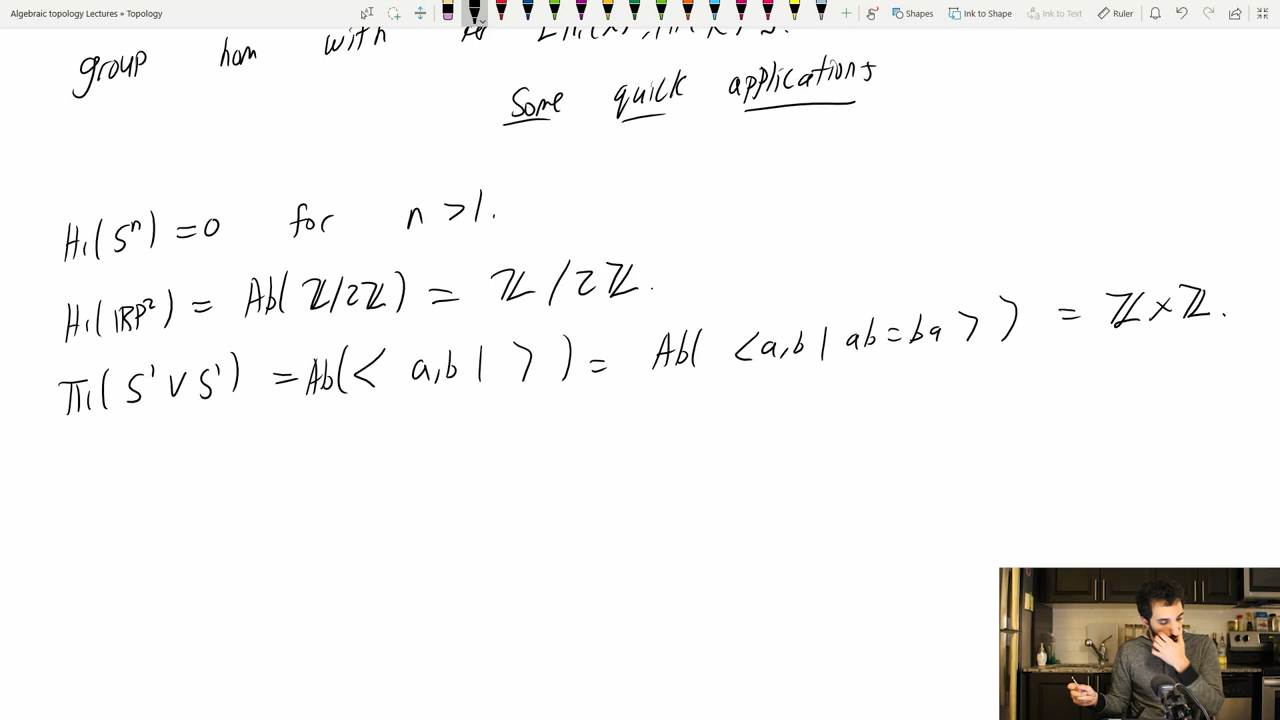 Algebraic topology Lectures » Topology
Shapes Ink to Shape Ink to Text Ruler
group hom with
Some quick applications
H₁(Sⁿ) = 0 for n > 1.
H₁(ℝP²) = Ab(ℤ/2ℤ) = ℤ/2ℤ.
π₁(S¹ ∨ S¹) = Ab(< a,b | >) = Ab(<a,b | ab=ba>) = ℤ×ℤ.